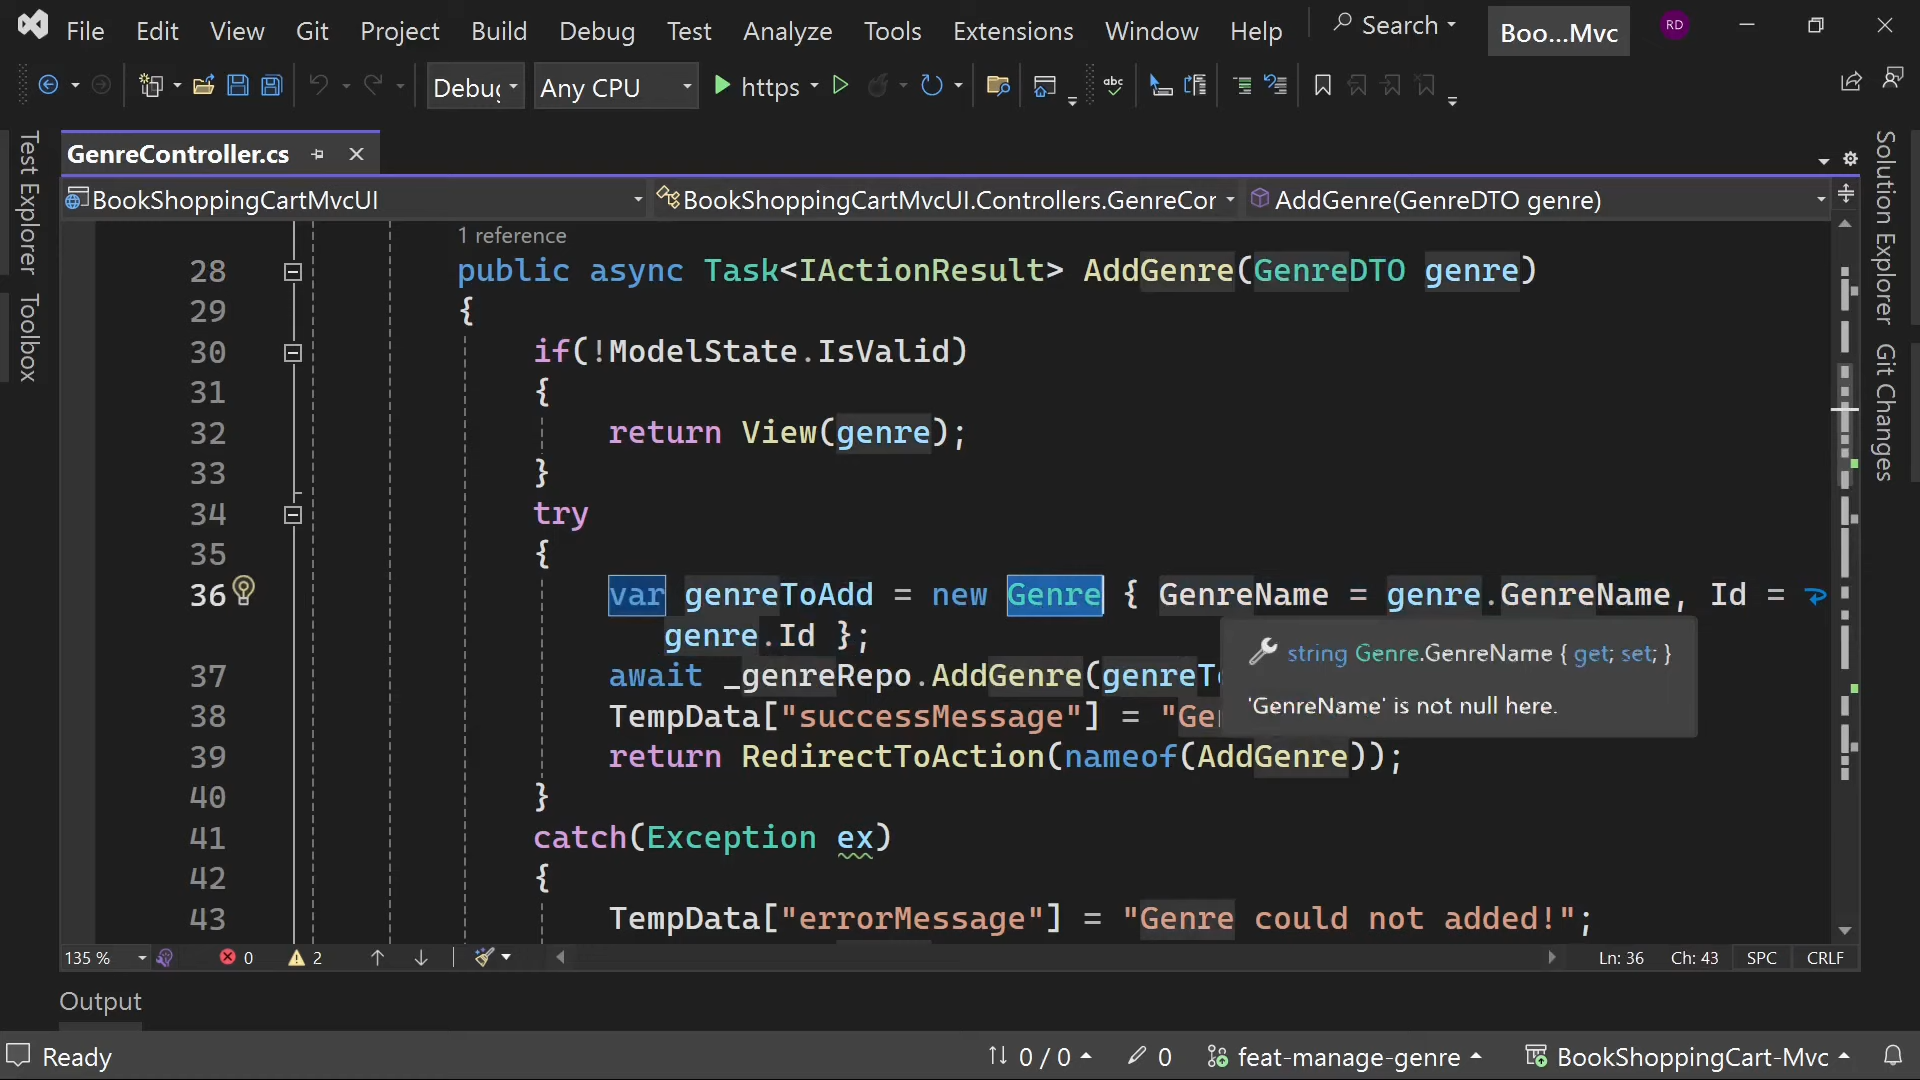 File Edit View Git Project Build Debug Test Analyze Tools Extensions Window Help Search Boo...Mvc RD
Debug Any CPU https abc
Test Explorer
Toolbox
GenreController.cs
BookShoppingCartMvcUI BookShoppingCartMvcUI.Controllers.GenreCor AddGenre(GenreDTO genre)
1 reference
28 public async Task<IActionResult> AddGenre(GenreDTO genre)
29 {
30 if(!ModelState.IsValid)
31 {
32 return View(genre);
33 }
34 try
35 {
36 var genreToAdd = new Genre { GenreName = genre.GenreName, Id =
genre.Id };
string Genre.GenreName { get; set; }
'GenreName' is not null here.
37 await _genreRepo.AddGenre(genreTo
38 TempData["successMessage"] = "Gen
39 return RedirectToAction(nameof(AddGenre));
40 }
41 catch(Exception ex)
42 {
43 TempData["errorMessage"] = "Genre could not added!";
Solution Explorer
Git Changes
135 % 0 2 Ln: 36 Ch: 43 SPC CRLF
Output
Ready 0 / 0 0 feat-manage-genre BookShoppingCart-Mvc